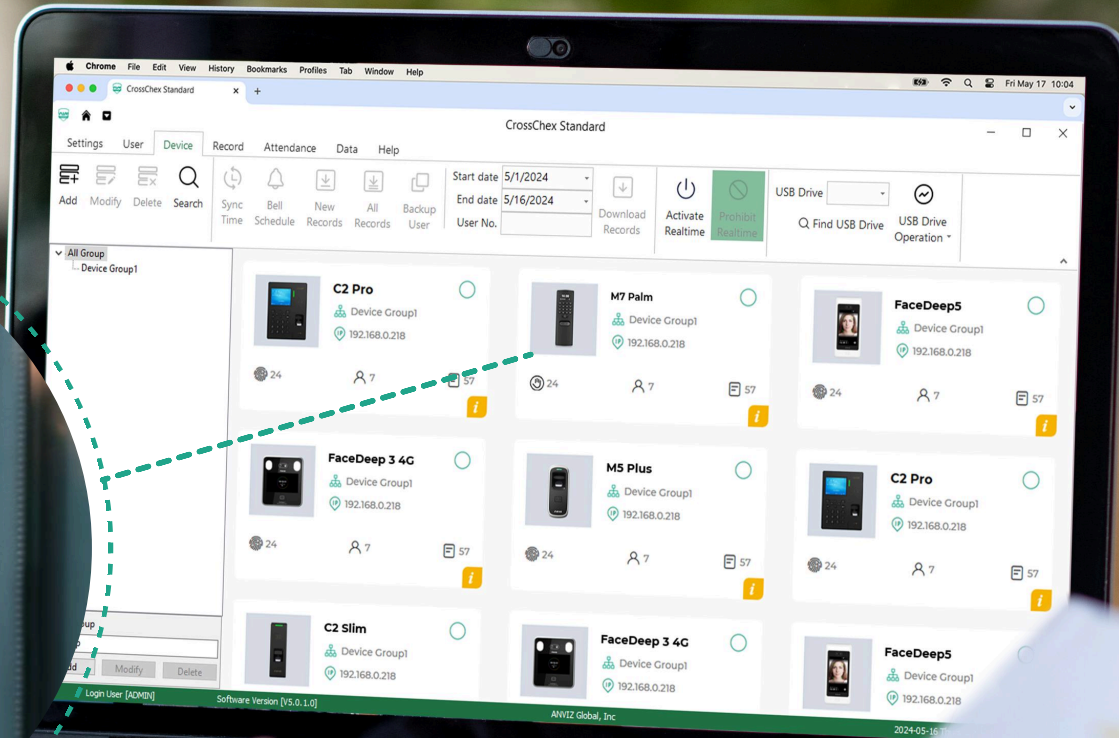 Chrome File Edit View History Bookmarks Profiles Tab Window Help
Fri May 17 10:04
CrossChex Standard
CrossChex Standard
Settings User Device Record Attendance Data Help
Add Modify Delete Search
Sync Time
Bell Schedule
New Records
All Records
Backup User
Start date 5/1/2024
End date 5/16/2024
User No.
Download Records
Activate Realtime
Prohibit Realtime
USB Drive
Find USB Drive
USB Drive Operation
All Group
Device Group1
C2 Pro
Device Group1
IP 192.168.0.218
24 7 57
i
M7 Palm
Device Group1
IP 192.168.0.218
24 7 57
i
FaceDeep5
Device Group1
IP 192.168.0.218
24 7 57
i
FaceDeep 3 4G
Device Group1
IP 192.168.0.218
24 7 57
i
M5 Plus
Device Group1
IP 192.168.0.218
24 7 57
i
C2 Pro
Device Group1
IP 192.168.0.218
24 7 57
i
C2 Slim
Device Group1
IP 192.168.0.218
FaceDeep 3 4G
Device Group1
IP 192.168.0.218
FaceDeep5
Device Group1
IP 192.168.0.218
Modify Delete
Login User [ADMIN]
Software Version [V5.0.1.0]
ANVIZ Global, Inc
2024-05-16